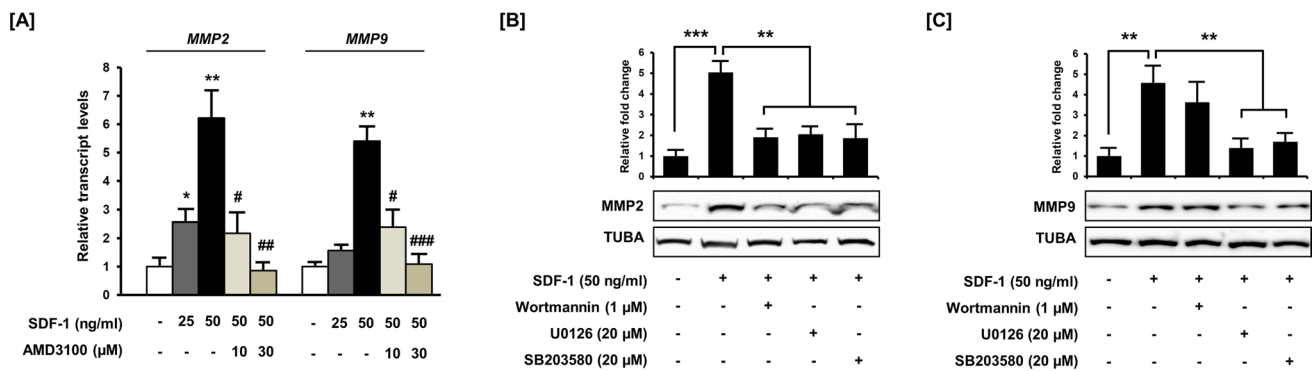 [A]
MMP2 MMP9
Relative transcript levels
8
7
6
5
4
3
2
1
0
* ** # ## ** # ###
SDF-1 (ng/ml) - 25 50 50 50 - 25 50 50 50
AMD3100 (µM) - - - 10 30 - - - 10 30
[B]
*** **
Relative fold change
6
5
4
3
2
1
0
MMP2
TUBA
SDF-1 (50 ng/ml) - + + + +
Wortmannin (1 µM) - - + - -
U0126 (20 µM) - - - + -
SB203580 (20 µM) - - - - +
[C]
** **
Relative fold change
6
5
4
3
2
1
0
MMP9
TUBA
SDF-1 (50 ng/ml) - + + + +
Wortmannin (1 µM) - - + - -
U0126 (20 µM) - - - + -
SB203580 (20 µM) - - - - +